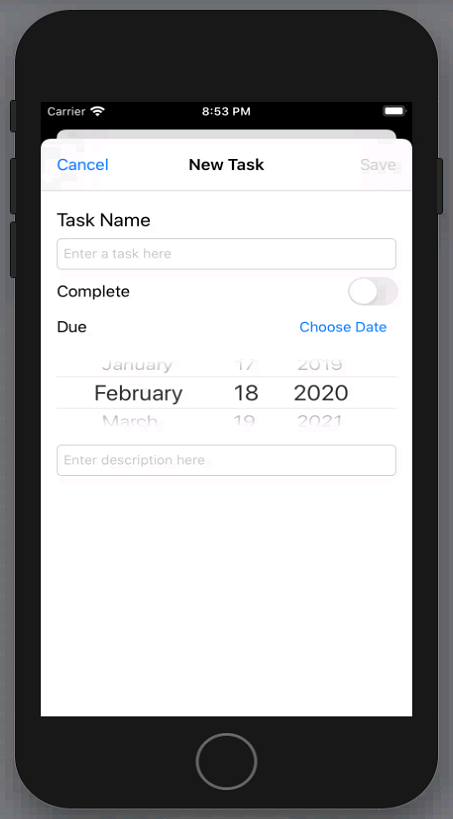 Carrier 8:53 PM
Cancel New Task Save
Task Name
Enter a task here
Complete
Due Choose Date
January 17 2019
February 18 2020
March 19 2021
Enter description here